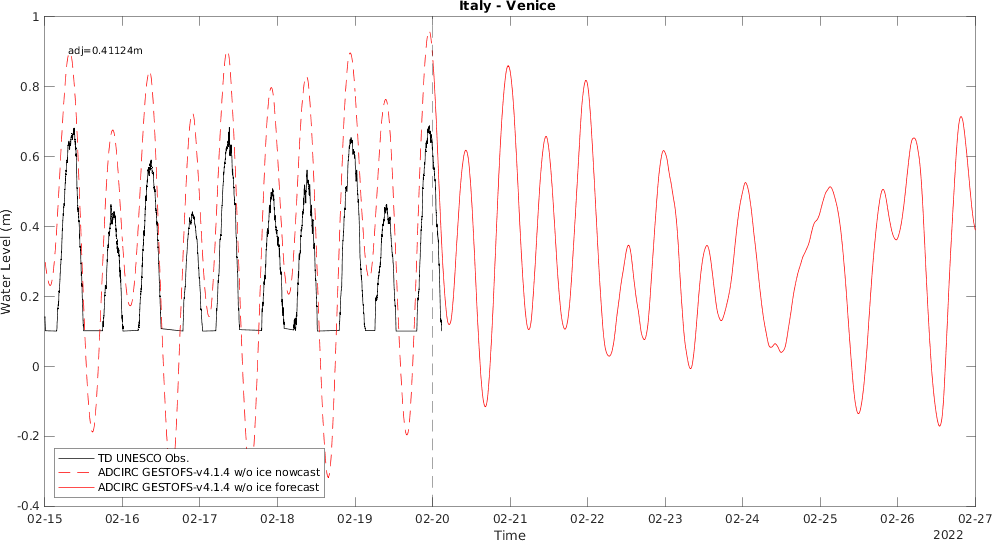 Italy - Venice
1
adj=0.41124m
0.8
0.6
0.4
0.2
0
-0.2
-0.4
Water Level (m)
TD UNESCO Obs.
ADCIRC GESTOFS-v4.1.4 w/o ice nowcast
ADCIRC GESTOFS-v4.1.4 w/o ice forecast
02-15 02-16 02-17 02-18 02-19 02-20 02-21 02-22 02-23 02-24 02-25 02-26 02-27
Time
2022